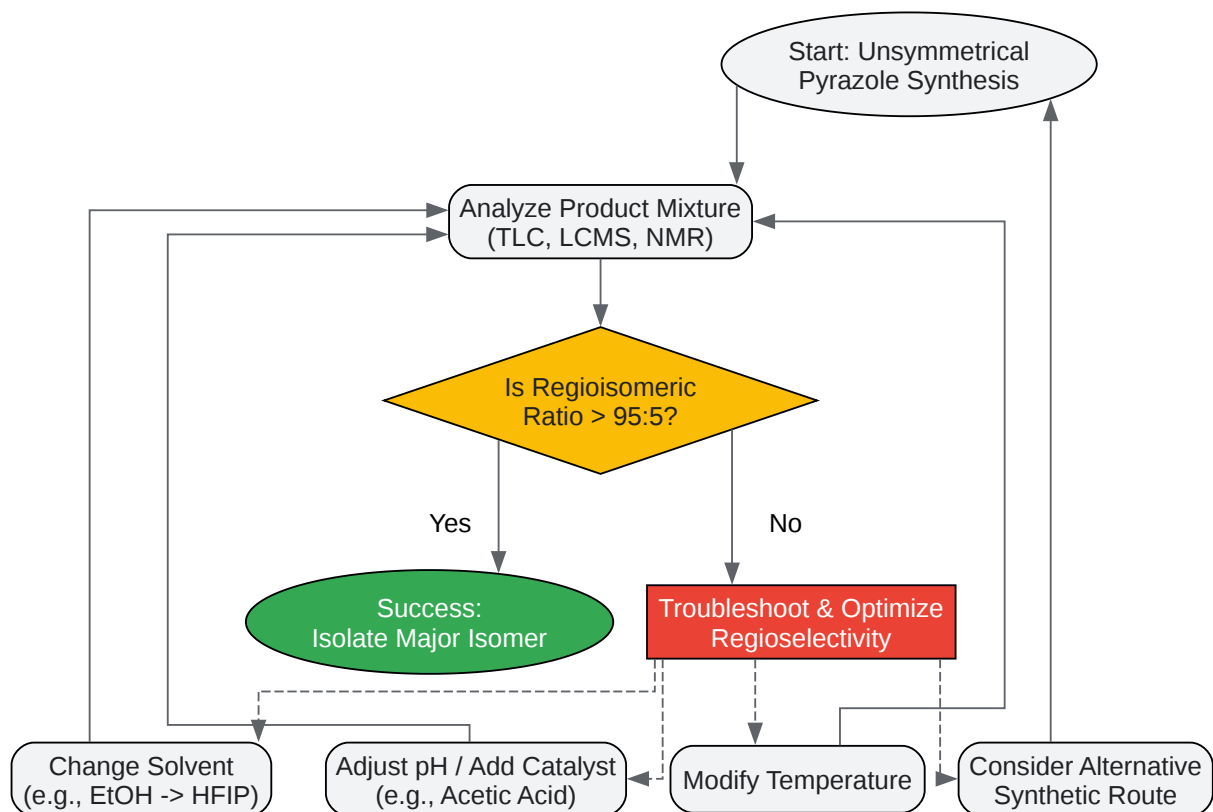 Start: Unsymmetrical
Pyrazole Synthesis
Analyze Product Mixture
(TLC, LCMS, NMR)
Is Regioisomeric
Ratio > 95:5?
Yes
No
Success:
Isolate Major Isomer
Troubleshoot & Optimize
Regioselectivity
Change Solvent
(e.g., EtOH -> HFIP)
Adjust pH / Add Catalyst
(e.g., Acetic Acid)
Modify Temperature
Consider Alternative
Synthetic Route